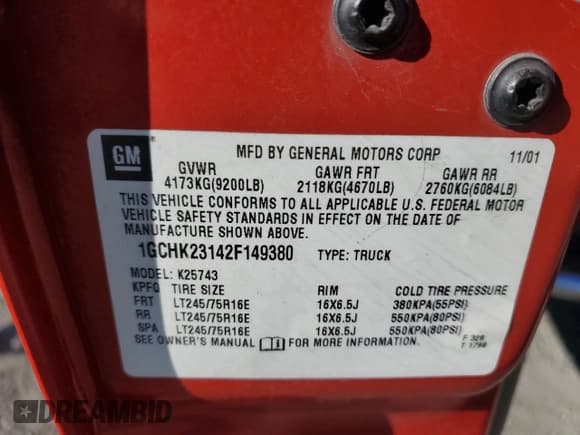 GM
MFD BY GENERAL MOTORS CORP 11/01
GVWR GAWR FRT GAWR RR
4173KG(9200LB) 2118KG(4670LB) 2760KG(6084LB)
THIS VEHICLE CONFORMS TO ALL APPLICABLE U.S. FEDERAL MOTOR
VEHICLE SAFETY STANDARDS IN EFFECT ON THE DATE OF
MANUFACTURE SHOWN ABOVE.
1GCHK23142F149380 TYPE: TRUCK
MODEL: K25743
KPFQ TIRE SIZE RIM COLD TIRE PRESSURE
FRT LT245/75R16E 16X6.5J 380KPA(55PSI)
RR LT245/75R16E 16X6.5J 550KPA(80PSI)
SPA LT245/75R16E 16X6.5J 550KPA(80PSI)
SEE OWNER'S MANUAL FOR MORE INFORMATION.
F 326
T 1768
DREAMBID